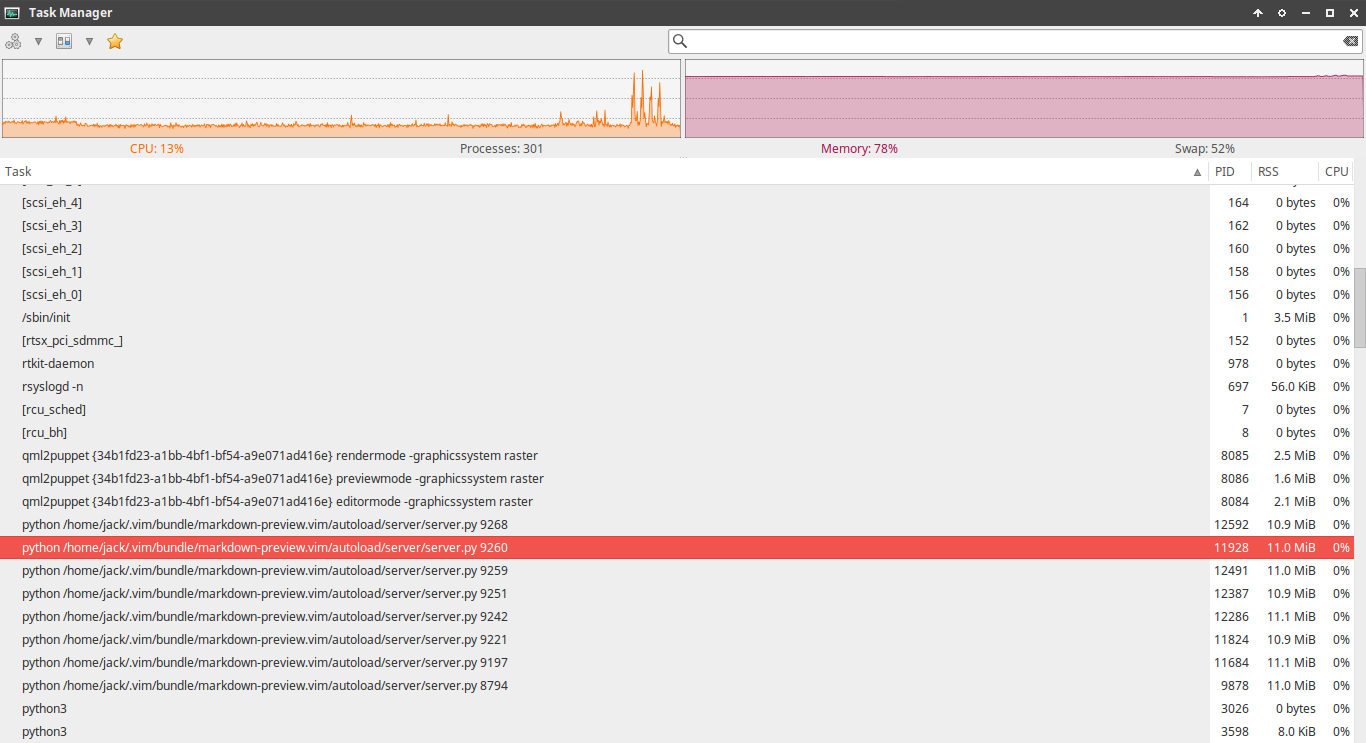 Task Manager
CPU: 13% Processes: 301 Memory: 78% Swap: 52%
Task PID RSS CPU
[scsi_eh_4] 164 0 bytes 0%
[scsi_eh_3] 162 0 bytes 0%
[scsi_eh_2] 160 0 bytes 0%
[scsi_eh_1] 158 0 bytes 0%
[scsi_eh_0] 156 0 bytes 0%
/sbin/init 1 3.5 MiB 0%
[rtsx_pci_sdmmc_] 152 0 bytes 0%
rtkit-daemon 978 0 bytes 0%
rsyslogd -n 697 56.0 KiB 0%
[rcu_sched] 7 0 bytes 0%
[rcu_bh] 8 0 bytes 0%
qml2puppet {34b1fd23-a1bb-4bf1-bf54-a9e071ad416e} rendermode -graphicssystem raster 8085 2.5 MiB 0%
qml2puppet {34b1fd23-a1bb-4bf1-bf54-a9e071ad416e} previewmode -graphicssystem raster 8086 1.6 MiB 0%
qml2puppet {34b1fd23-a1bb-4bf1-bf54-a9e071ad416e} editormode -graphicssystem raster 8084 2.1 MiB 0%
python /home/jack/.vim/bundle/markdown-preview.vim/autoload/server/server.py 9268 12592 10.9 MiB 0%
python /home/jack/.vim/bundle/markdown-preview.vim/autoload/server/server.py 9260 11928 11.0 MiB 0%
python /home/jack/.vim/bundle/markdown-preview.vim/autoload/server/server.py 9259 12491 11.0 MiB 0%
python /home/jack/.vim/bundle/markdown-preview.vim/autoload/server/server.py 9251 12387 10.9 MiB 0%
python /home/jack/.vim/bundle/markdown-preview.vim/autoload/server/server.py 9242 12286 11.1 MiB 0%
python /home/jack/.vim/bundle/markdown-preview.vim/autoload/server/server.py 9221 11824 10.9 MiB 0%
python /home/jack/.vim/bundle/markdown-preview.vim/autoload/server/server.py 9197 11684 11.1 MiB 0%
python /home/jack/.vim/bundle/markdown-preview.vim/autoload/server/server.py 8794 9878 11.0 MiB 0%
python3 3026 0 bytes 0%
python3 3598 8.0 KiB 0%